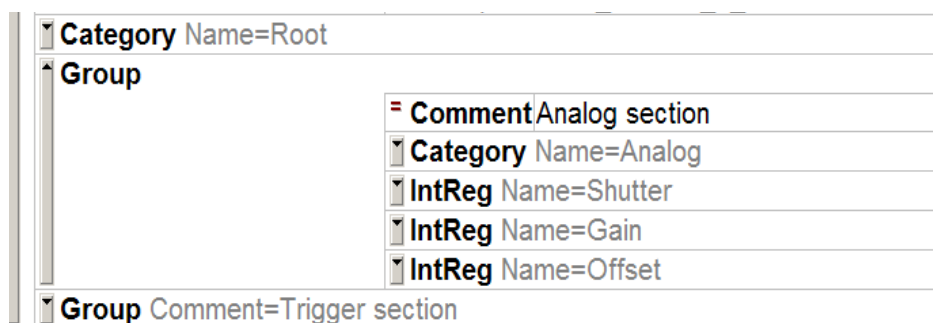 Category Name=Root
Group
= Comment Analog section
Category Name=Analog
IntReg Name=Shutter
IntReg Name=Gain
IntReg Name=Offset
Group Comment=Trigger section